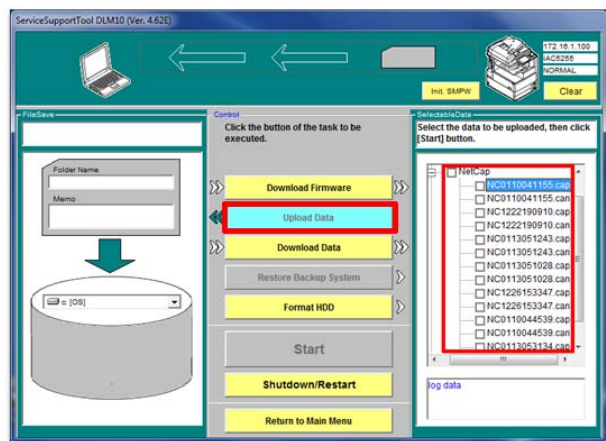 ServiceSupportTool DLM10 (Ver. 4.62E)
172.16.1.100
IAC5255
NORMAL
Init. SMPW
Clear
FileSave
Folder Name
Memo
c: [OS]
Control
Click the button of the task to be
executed.
Download Firmware
Upload Data
Download Data
Restore Backup System
Format HDD
Start
Shutdown/Restart
Return to Main Menu
SelectableData
Select the data to be uploaded, then click
[Start] button.
NetCap
NC0110041155.cap
NC0110041155.can
NC1222190910.cap
NC1222190910.can
NC0113051243.cap
NC0113051243.can
NC0113051028.cap
NC0113051028.can
NC1226153347.cap
NC1226153347.can
NC0110044539.cap
NC0110044539.can
NC0113053134.cap
log data